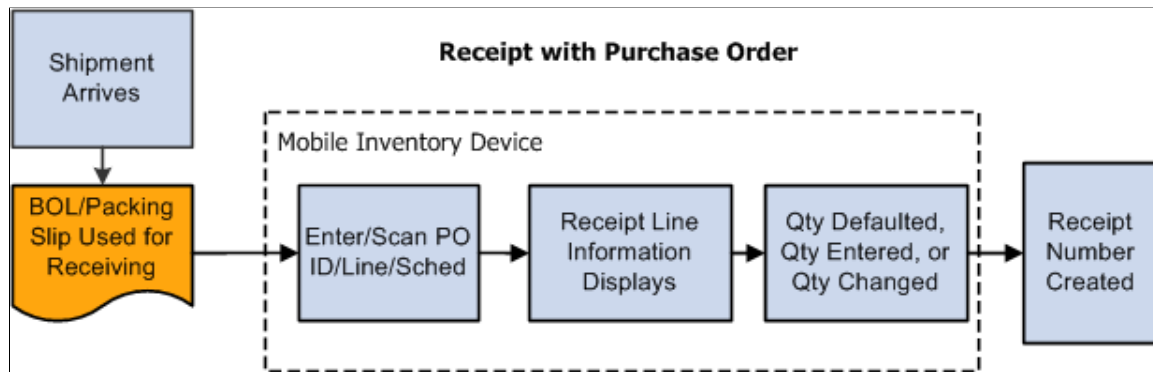 Shipment
Arrives
Receipt with Purchase Order
Mobile Inventory Device
BOL/Packing
Slip Used for
Receiving
Enter/Scan PO
ID/Line/Sched
Receipt Line
Information
Displays
Qty Defaulted,
Qty Entered, or
Qty Changed
Receipt
Number
Created